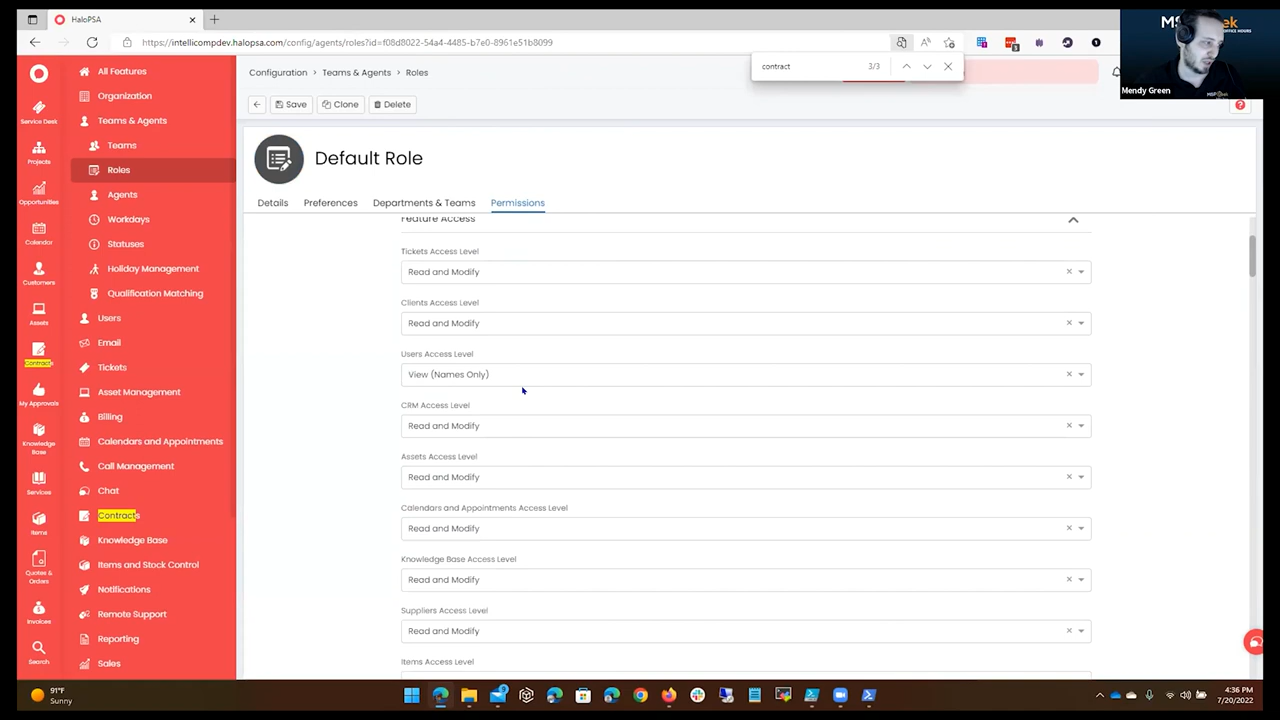 HaloPSA
https://intellicompdev.halopsa.com/config/agents/roles?id=f08d8022-54a4-4485-b7e0-8961e51b8099
contract
3/3
Mendy Green
Configuration > Teams & Agents > Roles
Save
Clone
Delete
Default Role
Details
Preferences
Departments & Teams
Permissions
Service Desk
Projects
Opportunities
Calendar
Customers
Assets
Contracts
My Approvals
Knowledge
Base
Services
Items
Quotes &
Orders
Invoices
Search
All Features
Organization
Teams & Agents
Teams
Roles
Agents
Workdays
Statuses
Holiday Management
Qualification Matching
Users
Email
Tickets
Asset Management
Billing
Calendars and Appointments
Call Management
Chat
Contracts
Knowledge Base
Items and Stock Control
Notifications
Remote Support
Reporting
Sales
Feature Access
Tickets Access Level
Read and Modify
Clients Access Level
Read and Modify
Users Access Level
View (Names Only)
CRM Access Level
Read and Modify
Assets Access Level
Read and Modify
Calendars and Appointments Access Level
Read and Modify
Knowledge Base Access Level
Read and Modify
Suppliers Access Level
Read and Modify
Items Access Level
91°F
Sunny
4:36 PM
7/20/2022